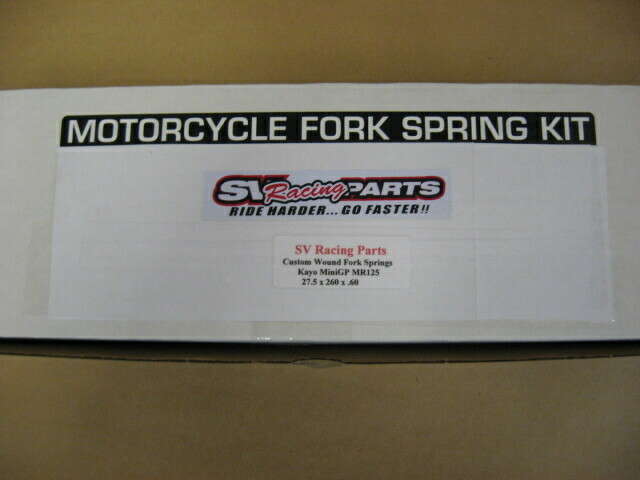 MOTORCYCLE FORK SPRING KIT
SV Racing PARTS
RIDE HARDER... GO FASTER!!
SV Racing Parts
Custom Wound Fork Springs
Kayo MiniGP MR125
27.5 x 260 x .60